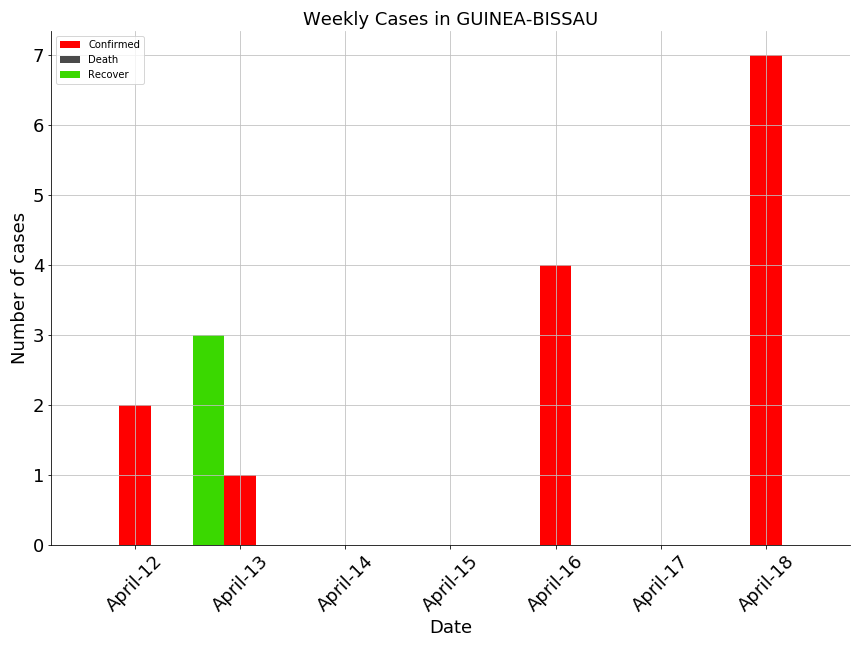 Weekly Cases in GUINEA-BISSAU
Confirmed
Death
Recover
Number of cases
7
6
5
4
3
2
1
0
April-12
April-13
April-14
April-15
April-16
April-17
April-18
Date